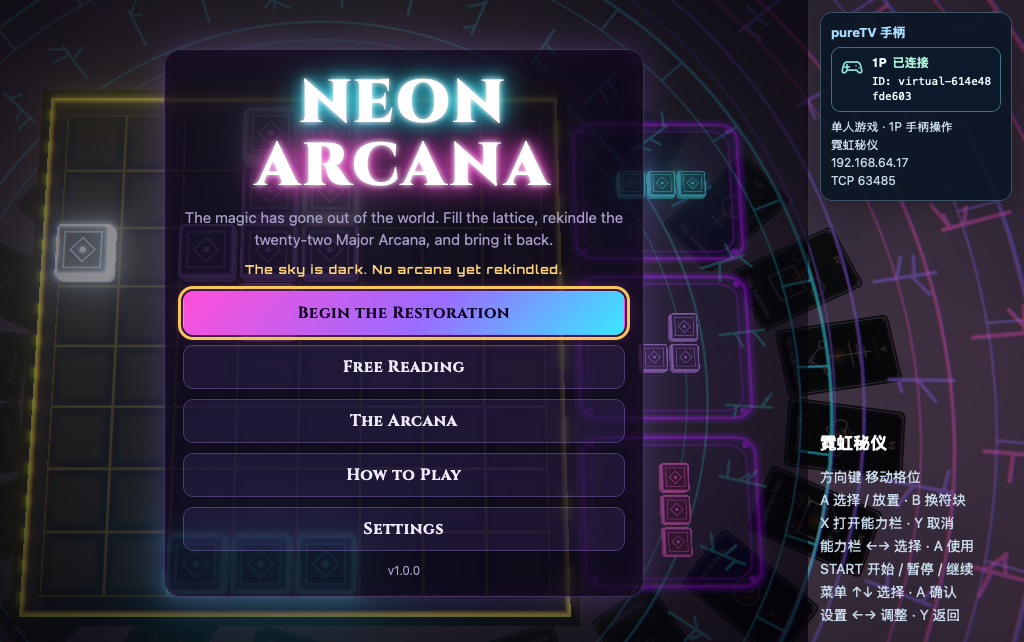 NEON
ARCANA
The magic has gone out of the world. Fill the lattice, rekindle the
twenty-two Major Arcana, and bring it back.
The sky is dark. No arcana yet rekindled.
Begin the Restoration
Free Reading
The Arcana
How to Play
Settings
v1.0.0
pureTV 手柄
1P 已连接
ID: virtual-614e48
fde603
单人游戏 · 1P 手柄操作
霓虹秘仪
192.168.64.17
TCP 63485
霓虹秘仪
方向键 移动格位
A 选择 / 放置 · B 换符块
X 打开能力栏 · Y 取消
能力栏 ←→ 选择 · A 使用
START 开始 / 暂停 / 继续
菜单 ↑↓ 选择 · A 确认
设置 ←→ 调整 · Y 返回